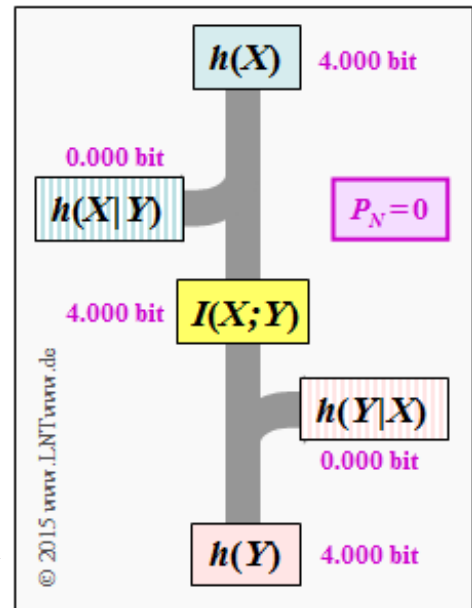 h(X) 4.000 bit
0.000 bit
h(X|Y)
P_N = 0
4.000 bit I(X;Y)
h(Y|X)
0.000 bit
h(Y) 4.000 bit
© 2015 www.LNTwww.de